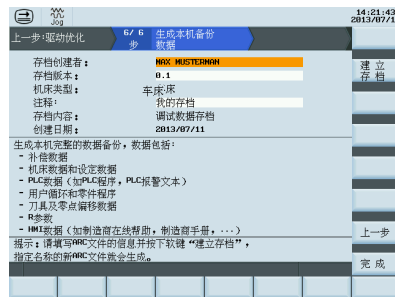 Jog
14:21:43
2013/07/1
上一步:驱动优化
6/ 6 步
生成本机备份数据
存档创建者: MAX MUSTERMAN
存档版本: 0.1
机床类型: 车床·床
注释: 我的存档
存档内容: 调试数据存档
创建日期: 2013/07/11
生成本机完整的数据备份，数据包括:
- 补偿数据
- 机床数据和设定数据
- PLC数据 (如PLC程序，PLC报警文本)
- 用户循环和零件程序
- 刀具及零点偏移数据
- R参数
- HMI数据 (如制造商在线帮助，制造商手册，···)
提示: 请填写ARC文件的信息并按下软键“建立存档”，
指定名称的新ARC文件就会生成。
建 立
存 档
上一步
完 成